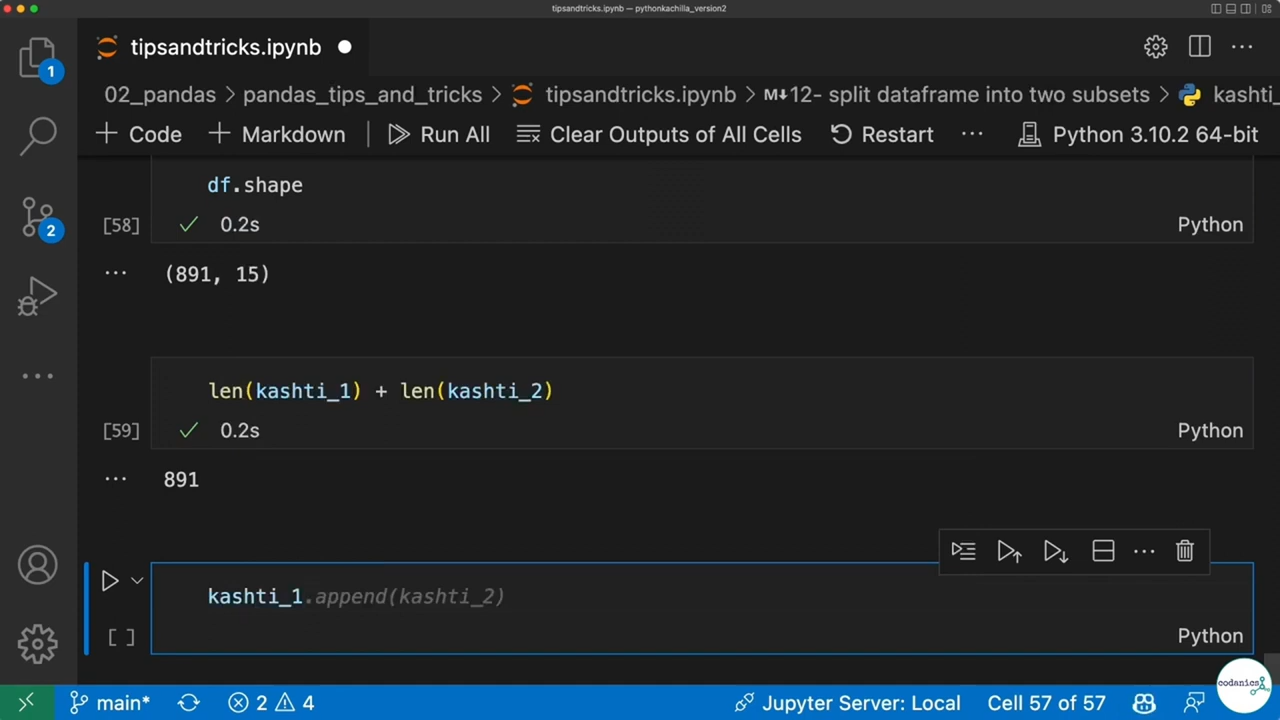 tipsandtricks.ipynb — pythonkachilla_version2
tipsandtricks.ipynb
02_pandas > pandas_tips_and_tricks > tipsandtricks.ipynb > M↓12- split dataframe into two subsets > kashti_
+ Code + Markdown Run All Clear Outputs of All Cells Restart ... Python 3.10.2 64-bit
1
2
df.shape
[58] ✓ 0.2s Python
... (891, 15)
len(kashti_1) + len(kashti_2)
[59] ✓ 0.2s Python
... 891
kashti_1.append(kashti_2)
[ ] Python
codanics
main* 2 4 Jupyter Server: Local Cell 57 of 57